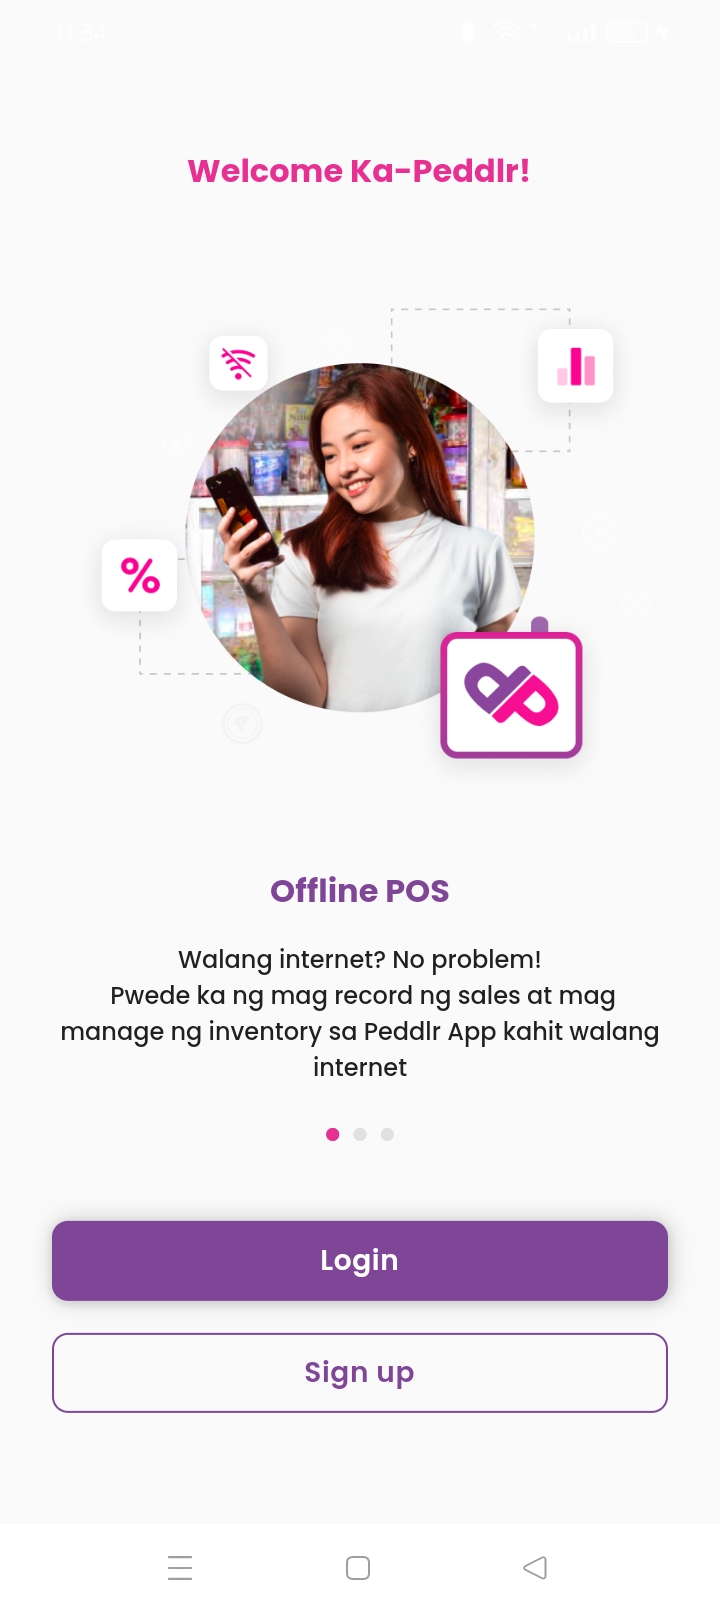 11:34
Welcome Ka-Peddlr!
%
Offline POS
Walang internet? No problem!
Pwede ka ng mag record ng sales at mag
manage ng inventory sa Peddlr App kahit walang
internet
Login
Sign up